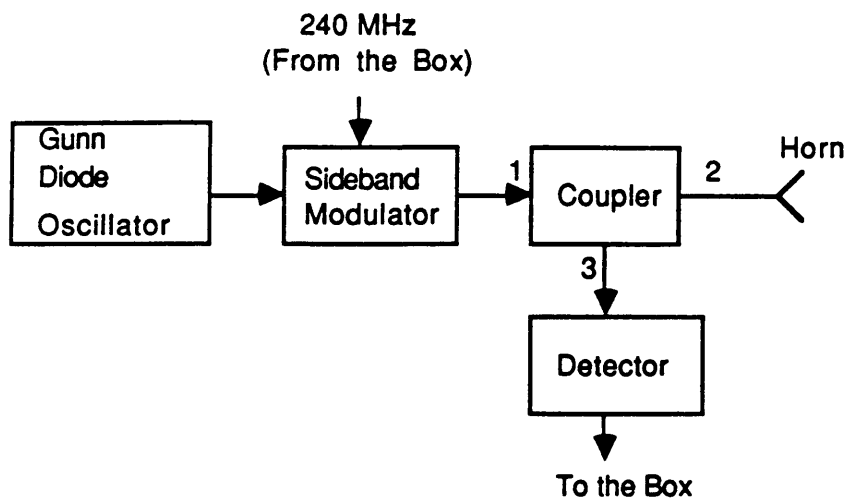 240 MHz
(From the Box)
Gunn
Diode
Oscillator
Sideband
Modulator
1
Coupler
2
Horn
3
Detector
To the Box